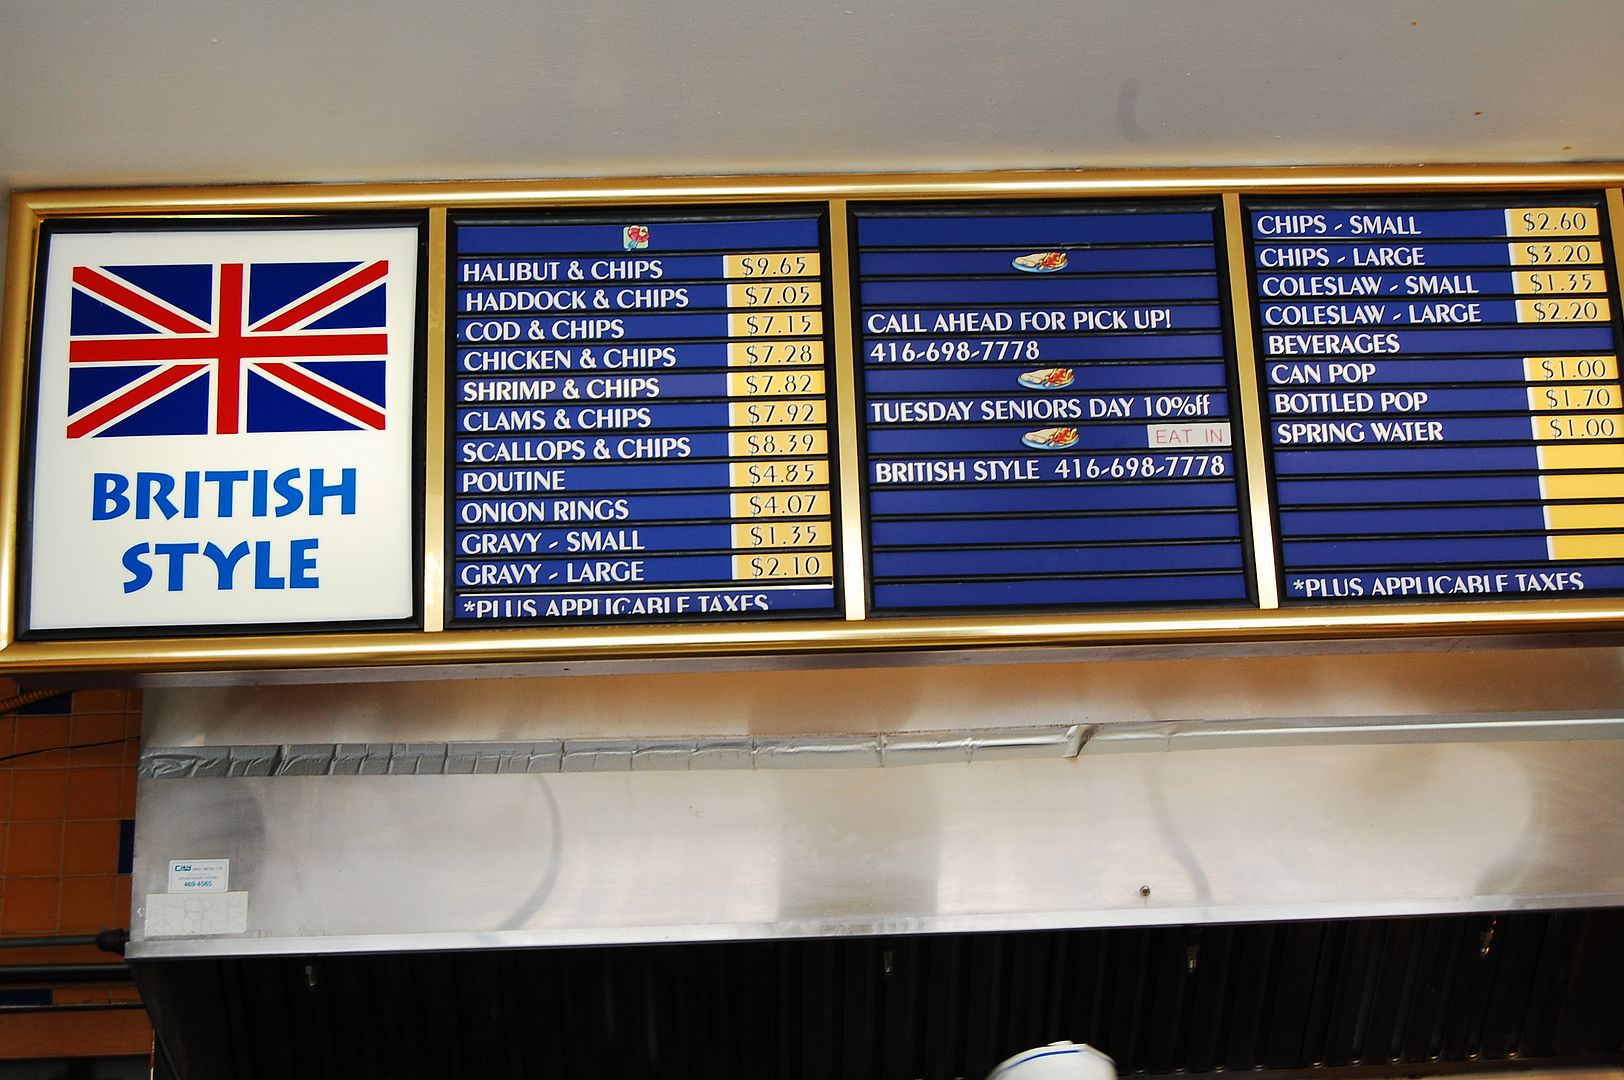 BRITISH
STYLE
HALIBUT & CHIPS $9.65
HADDOCK & CHIPS $7.05
COD & CHIPS $7.15
CHICKEN & CHIPS $7.28
SHRIMP & CHIPS $7.82
CLAMS & CHIPS $7.92
SCALLOPS & CHIPS $8.39
POUTINE $4.85
ONION RINGS $4.07
GRAVY - SMALL $1.35
GRAVY - LARGE $2.10
*PLUS APPLICABLE TAXES
CALL AHEAD FOR PICK UP!
416-698-7778
TUESDAY SENIORS DAY 10%ff
EAT IN
BRITISH STYLE 416-698-7778
CHIPS - SMALL $2.60
CHIPS - LARGE $3.20
COLESLAW - SMALL $1.35
COLESLAW - LARGE $2.20
BEVERAGES
CAN POP $1.00
BOTTLED POP $1.70
SPRING WATER $1.00
*PLUS APPLICABLE TAXES
City
469-4565